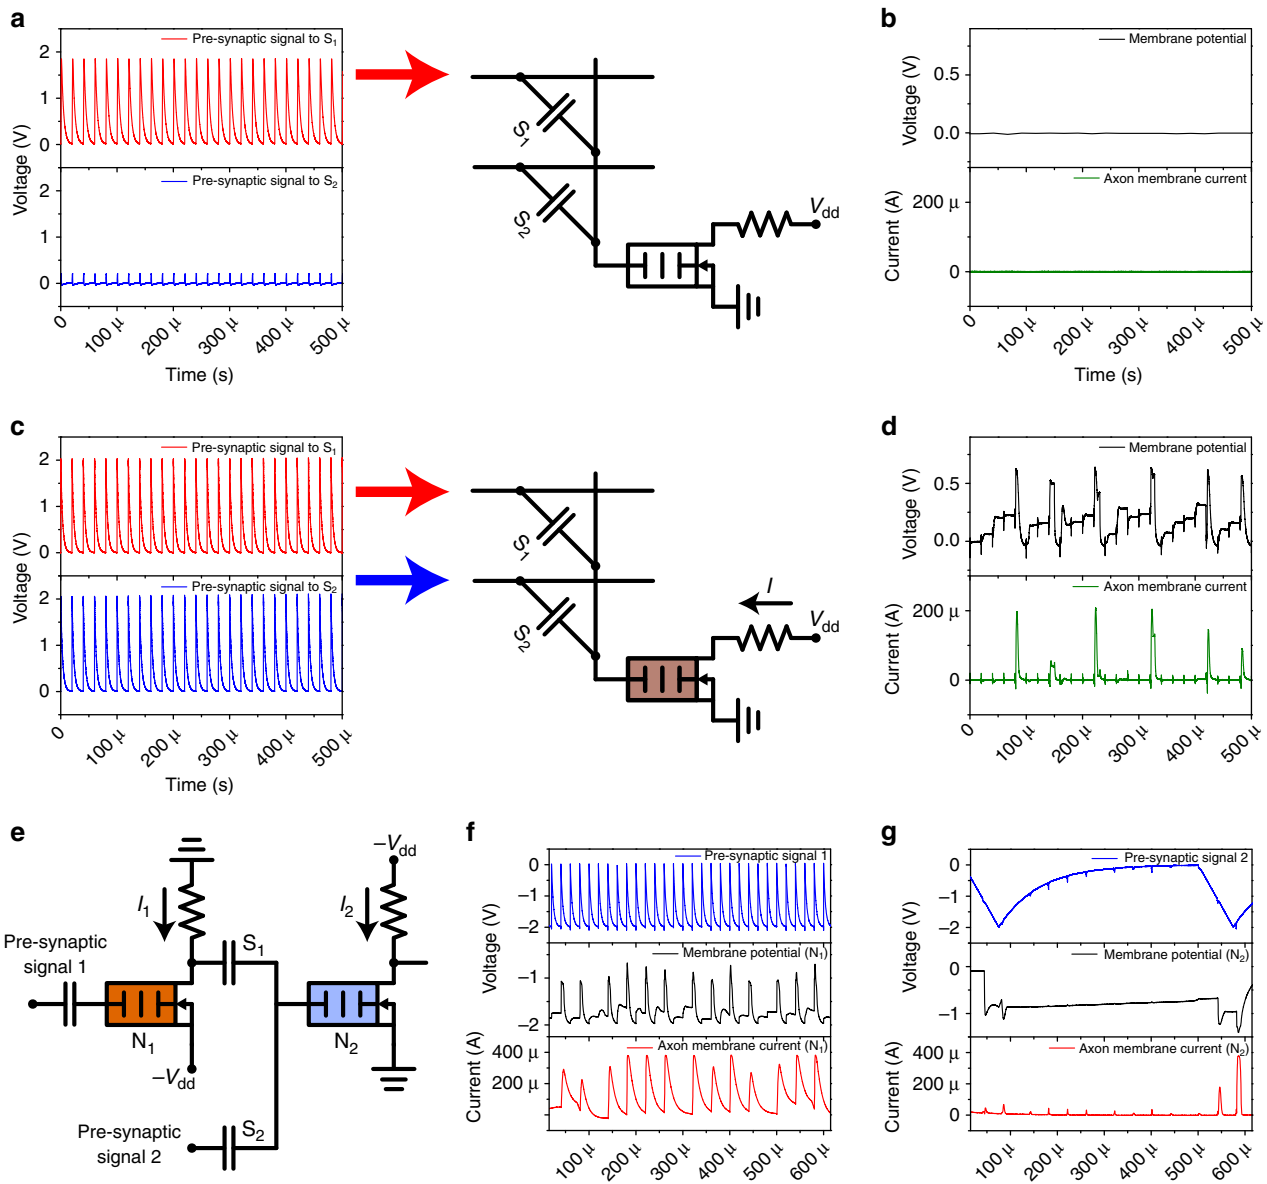 a
Pre-synaptic signal to S1
2
1
0
Voltage (V)
Pre-synaptic signal to S2
2
1
0
0
100 μ
200 μ
300 μ
400 μ
500 μ
Time (s)
S1
S2
Vdd
b
Membrane potential
0.5
0.0
Voltage (V)
Axon membrane current
200 μ
0
Current (A)
0
100 μ
200 μ
300 μ
400 μ
500 μ
Time (s)
c
Pre-synaptic signal to S1
2
1
0
Voltage (V)
Pre-synaptic signal to S2
2
1
0
0
100 μ
200 μ
300 μ
400 μ
500 μ
Time (s)
S1
S2
I
Vdd
d
Membrane potential
0.5
0.0
Voltage (V)
Axon membrane current
200 μ
0
Current (A)
0
100 μ
200 μ
300 μ
400 μ
500 μ
e
−Vdd
I1
I2
S1
Pre-synaptic
signal 1
N1
N2
−Vdd
Pre-synaptic
signal 2
S2
f
Pre-synaptic signal 1
0
−1
−2
Voltage (V)
Membrane potential (N1)
−1
−2
Axon membrane current (N1)
400 μ
200 μ
Current (A)
100 μ
200 μ
300 μ
400 μ
500 μ
600 μ
g
Pre-synaptic signal 2
0
−1
−2
Voltage (V)
Membrane potential (N2)
0
−1
Axon membrane current (N2)
400 μ
200 μ
0
Current (A)
100 μ
200 μ
300 μ
400 μ
500 μ
600 μ